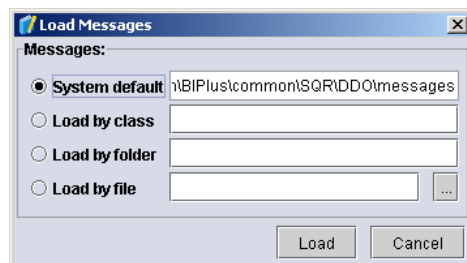 Load Messages
Messages:
System default \BIPlus\common\SQR\DDO\messages
Load by class
Load by folder
Load by file ...
Load Cancel